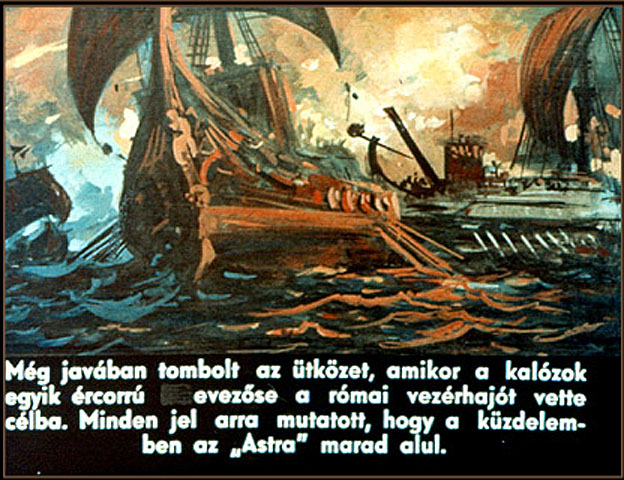 Még javában tombolt az ütközet, amikor a kalózok
egyik ércorrú evezőse a római vezérhajót vette
célba. Minden jel arra mutatott, hogy a küzdelem-
ben az „Astra” marad alul.